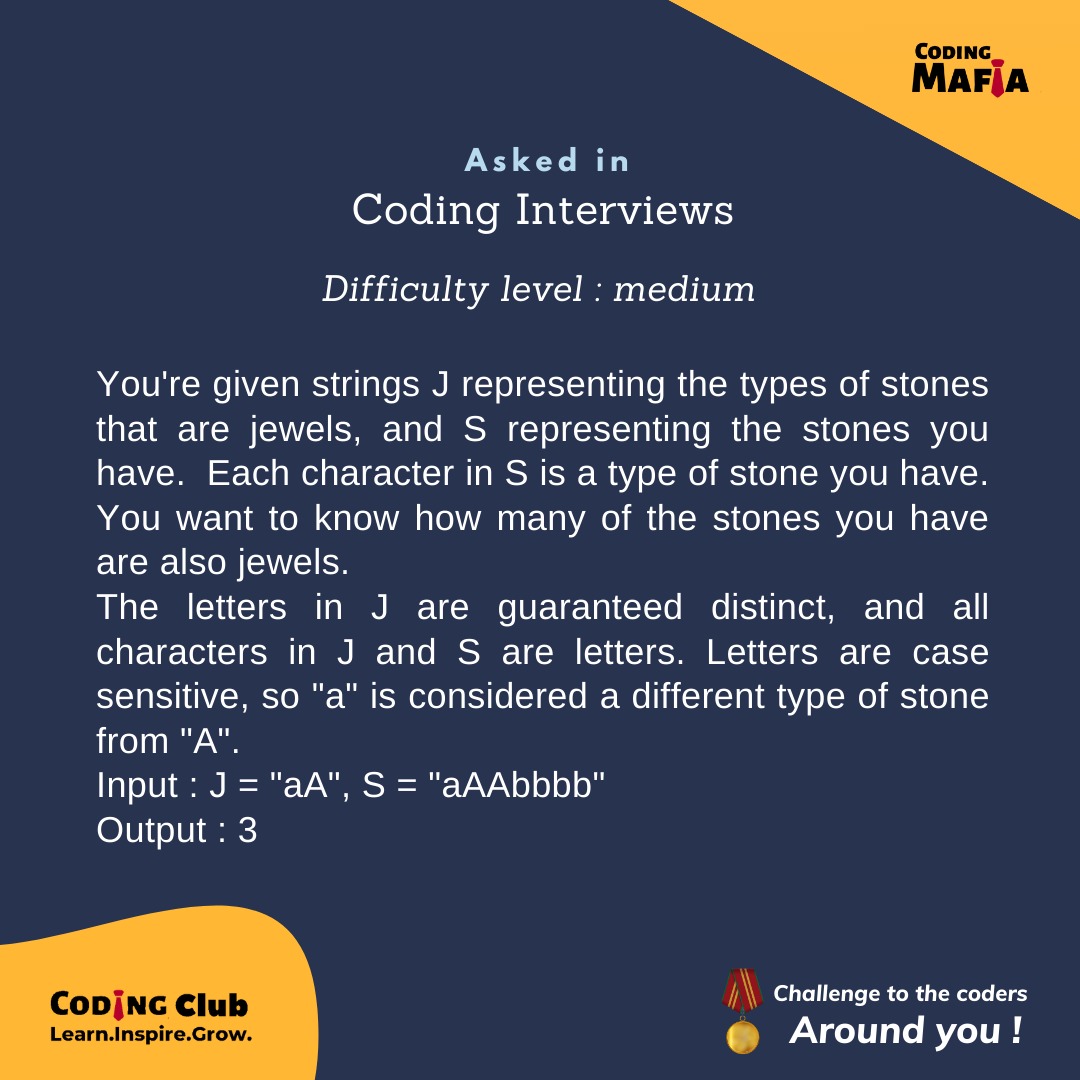 CODING
MAFIA
Asked in
Coding Interviews
Difficulty level : medium
You're given strings J representing the types of stones
that are jewels, and S representing the stones you
have.  Each character in S is a type of stone you have.
You want to know how many of the stones you have
are also jewels.
The letters in J are guaranteed distinct, and all
characters in J and S are letters. Letters are case
sensitive, so "a" is considered a different type of stone
from "A".
Input : J = "aA", S = "aAAbbbb"
Output : 3
CODING Club
Learn.Inspire.Grow.
Challenge to the coders
Around you !